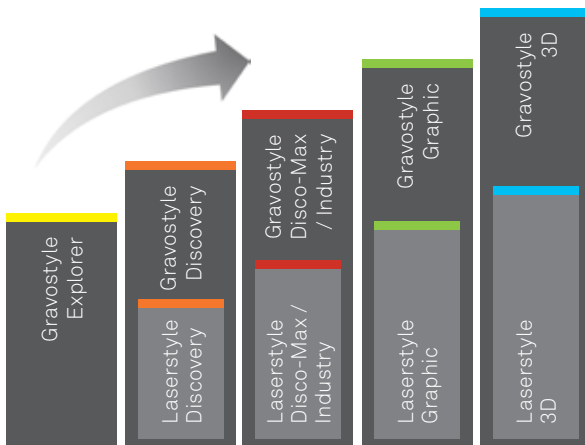 Gravostyle
Explorer
Gravostyle
Discovery
Laserstyle
Discovery
Gravostyle
Disco-Max
/ Industry
Laserstyle
Disco-Max /
Industry
Gravostyle
Graphic
Laserstyle
Graphic
Gravostyle
3D
Laserstyle
3D